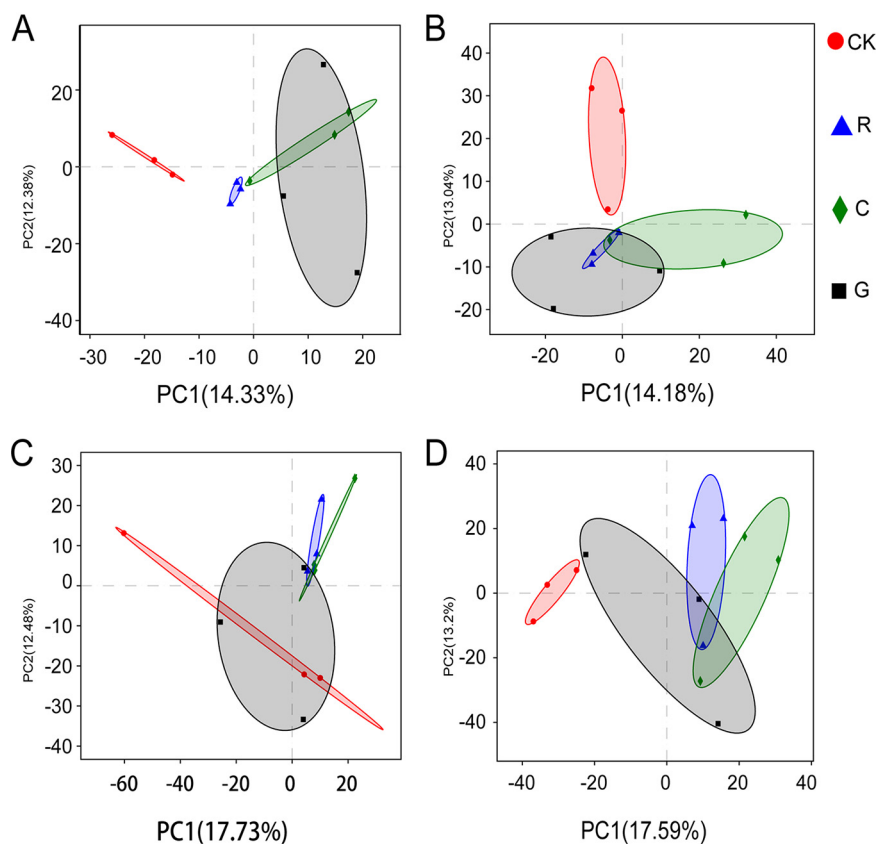 A
20
0
-20
-40
-30
-20
-10
0
10
20
PC2(12.38%)
PC1(14.33%)
B
40
30
20
10
0
-10
-20
-20
0
20
40
PC2(13.04%)
PC1(14.18%)
CK
R
C
G
C
30
20
10
0
-10
-20
-30
-40
-60
-40
-20
0
20
PC2(12.48%)
PC1(17.73%)
D
40
20
0
-20
-40
-40
-20
0
20
40
PC2(13.2%)
PC1(17.59%)